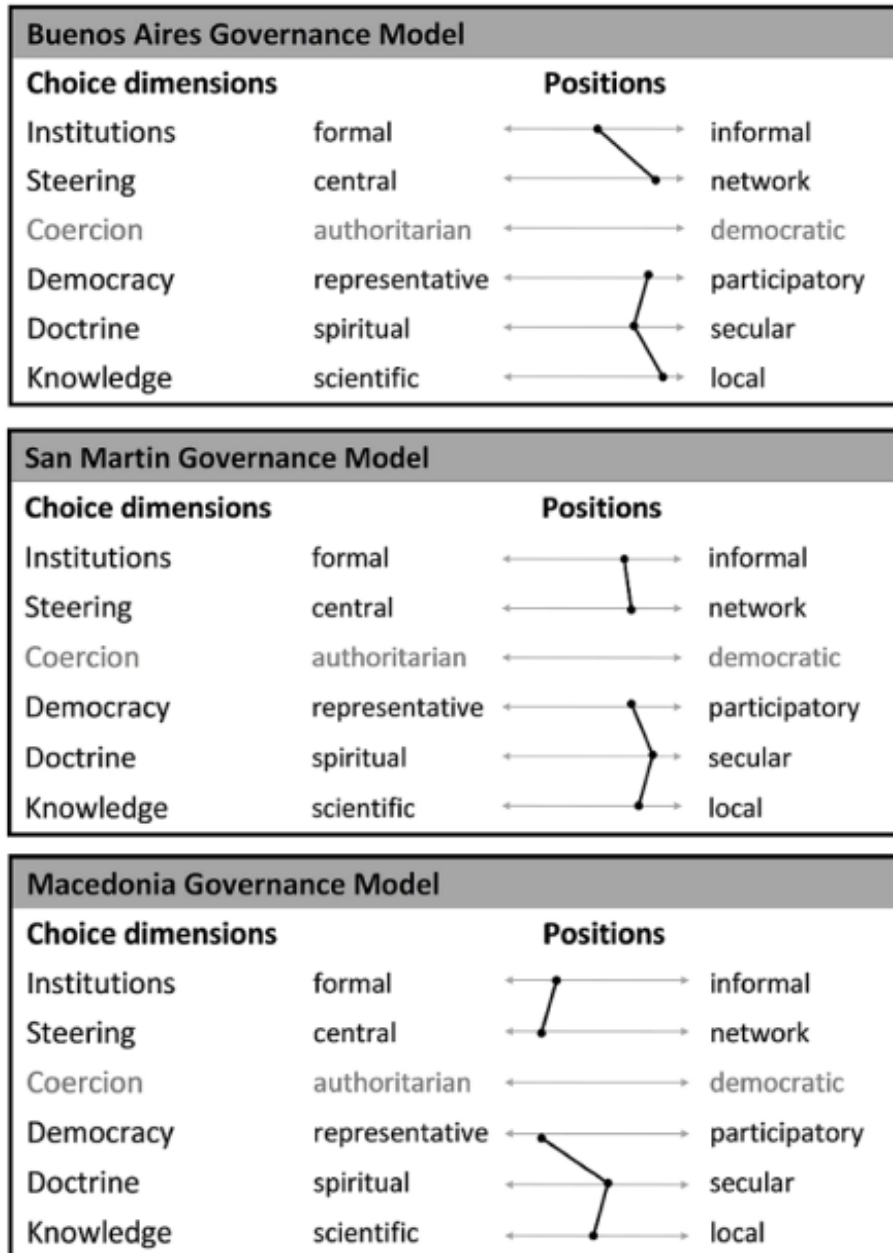 Buenos Aires Governance Model
Choice dimensions Positions
Institutions formal informal
Steering central network
Coercion authoritarian democratic
Democracy representative participatory
Doctrine spiritual secular
Knowledge scientific local
San Martin Governance Model
Choice dimensions Positions
Institutions formal informal
Steering central network
Coercion authoritarian democratic
Democracy representative participatory
Doctrine spiritual secular
Knowledge scientific local
Macedonia Governance Model
Choice dimensions Positions
Institutions formal informal
Steering central network
Coercion authoritarian democratic
Democracy representative participatory
Doctrine spiritual secular
Knowledge scientific local